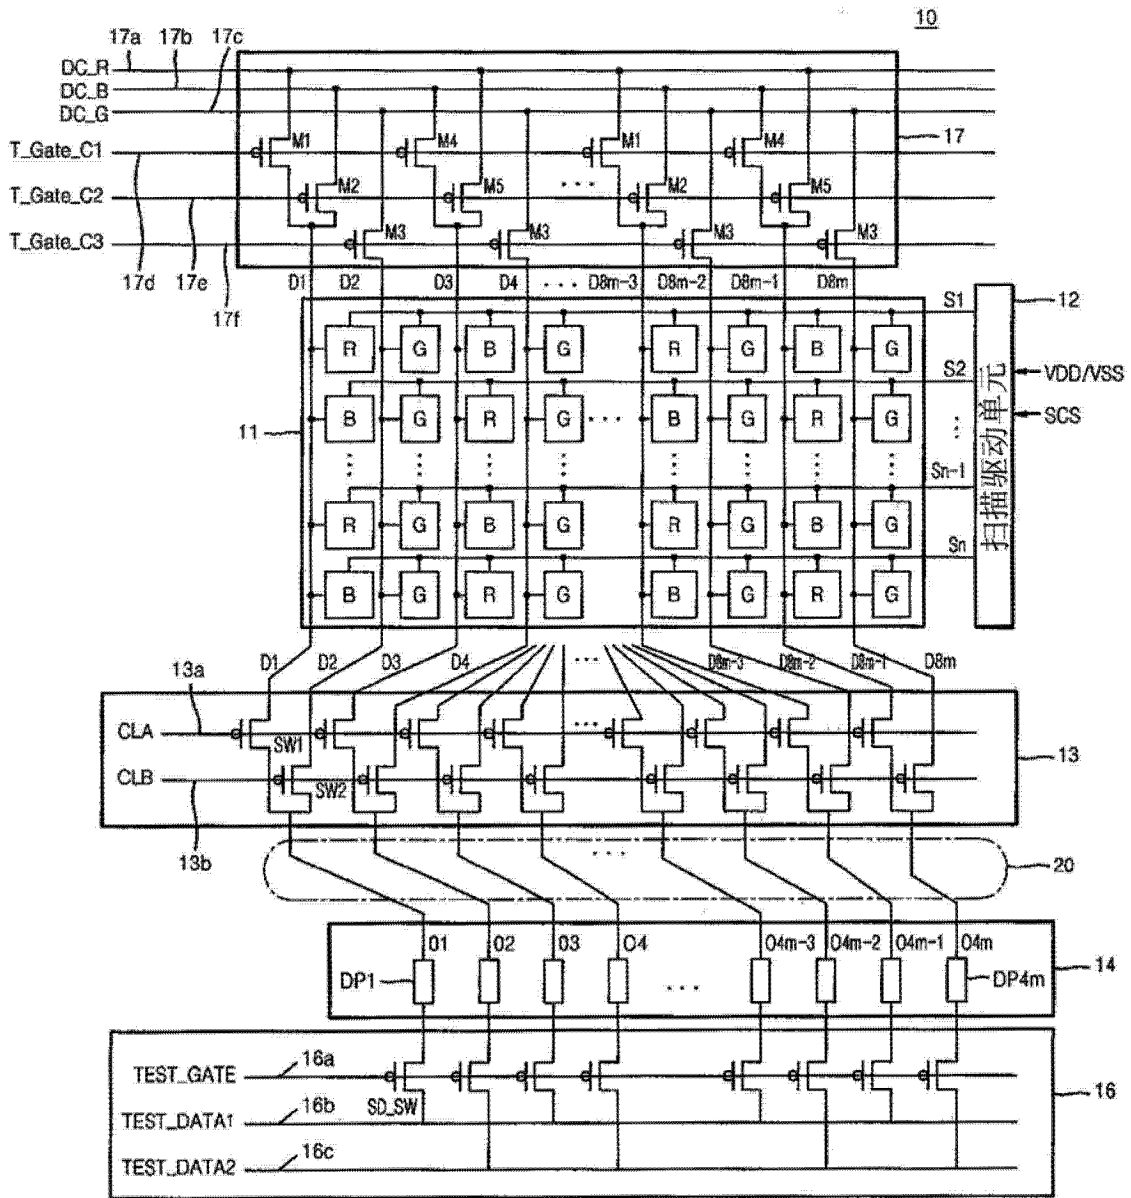 10
17a 17b 17c
DC_R
DC_B
DC_G
T_Gate_C1 M1 M4 M1 M4 17
T_Gate_C2 M2 M5 ... M2 M5
T_Gate_C3 M3 M3 M3 M3
17d 17e 17f
D1 D2 D3 D4 ... D8m-3 D8m-2 D8m-1 D8m
S1 12
R G B G R G B G
S2 VDD/VSS
B G R G ... B G R G SCS
11
扫描驱动单元
Sn-1
R G B G R G B G
Sn
B G R G B G R G
D1 D2 D3 D4 ... D8m-3 D8m-2 D8m-1 D8m
13a
CLA ...
SW1
CLB SW2 13
13b
... 20
O1 O2 O3 O4 O4m-3 O4m-2 O4m-1 O4m
DP1 ... DP4m 14
TEST_GATE 16a
16
SD_SW
TEST_DATA1 16b
TEST_DATA2 16c